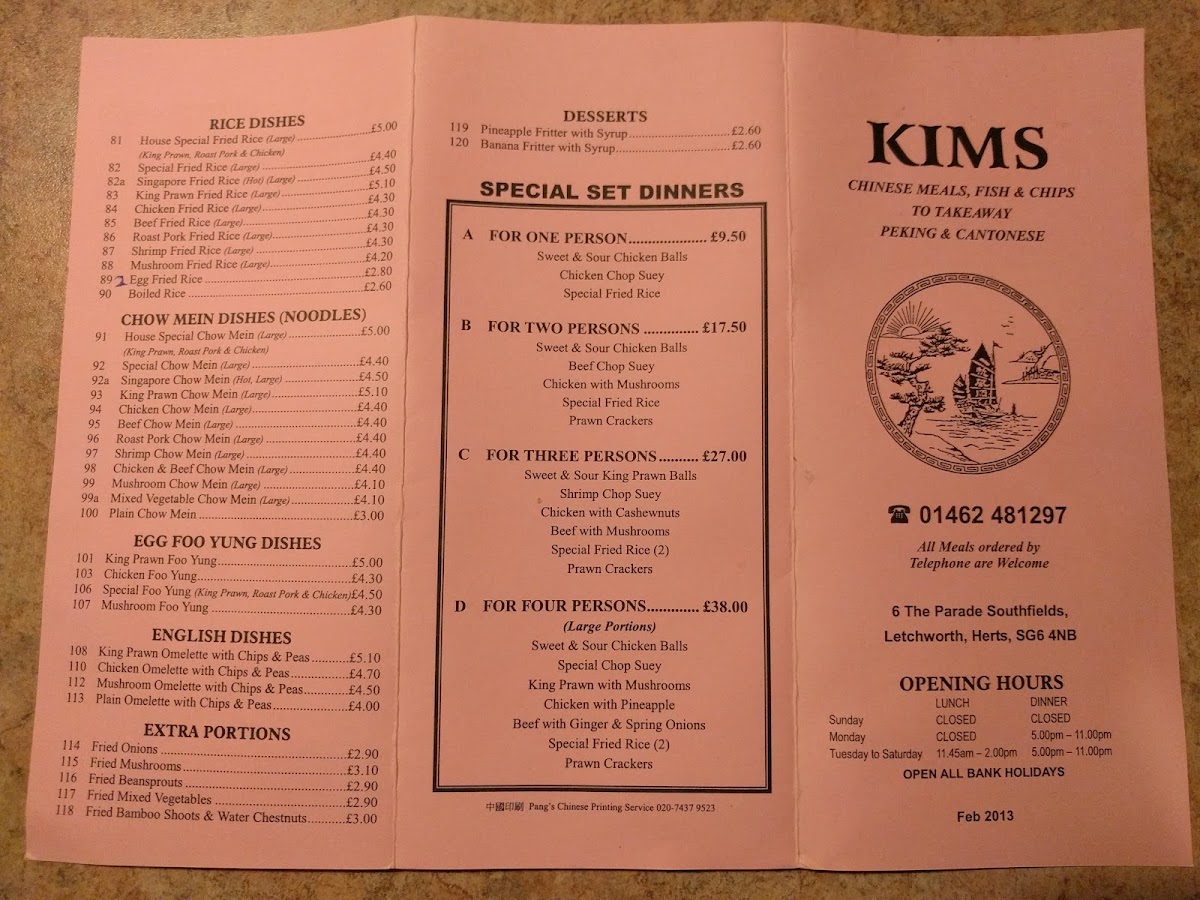 RICE DISHES
81 House Special Fried Rice (Large) ........ £5.00
(King Prawn, Roast Pork & Chicken)
82 Special Fried Rice (Large) ........ £4.40
82a Singapore Fried Rice (Hot) (Large) ........ £4.50
83 King Prawn Fried Rice (Large) ........ £5.10
84 Chicken Fried Rice (Large) ........ £4.30
85 Beef Fried Rice (Large) ........ £4.30
86 Roast Pork Fried Rice (Large) ........ £4.30
87 Shrimp Fried Rice (Large) ........ £4.30
88 Mushroom Fried Rice (Large) ........ £4.20
89 2 Egg Fried Rice ........ £2.80
90 Boiled Rice ........ £2.60
CHOW MEIN DISHES (NOODLES)
91 House Special Chow Mein (Large) ........ £5.00
(King Prawn, Roast Pork & Chicken)
92 Special Chow Mein (Large) ........ £4.40
92a Singapore Chow Mein (Hot, Large) ........ £4.50
93 King Prawn Chow Mein (Large) ........ £5.10
94 Chicken Chow Mein (Large) ........ £4.40
95 Beef Chow Mein (Large) ........ £4.40
96 Roast Pork Chow Mein (Large) ........ £4.40
97 Shrimp Chow Mein (Large) ........ £4.40
98 Chicken & Beef Chow Mein (Large) ........ £4.40
99 Mushroom Chow Mein (Large) ........ £4.10
99a Mixed Vegetable Chow Mein (Large) ........ £4.10
100 Plain Chow Mein ........ £3.00
EGG FOO YUNG DISHES
101 King Prawn Foo Yung ........ £5.00
103 Chicken Foo Yung ........ £4.30
106 Special Foo Yung (King Prawn, Roast Pork & Chicken) £4.50
107 Mushroom Foo Yung ........ £4.30
ENGLISH DISHES
108 King Prawn Omelette with Chips & Peas ........ £5.10
110 Chicken Omelette with Chips & Peas ........ £4.70
112 Mushroom Omelette with Chips & Peas ........ £4.50
113 Plain Omelette with Chips & Peas ........ £4.00
EXTRA PORTIONS
114 Fried Onions ........ £2.90
115 Fried Mushrooms ........ £3.10
116 Fried Beansprouts ........ £2.90
117 Fried Mixed Vegetables ........ £2.90
118 Fried Bamboo Shoots & Water Chestnuts ........ £3.00
DESSERTS
119 Pineapple Fritter with Syrup ........ £2.60
120 Banana Fritter with Syrup ........ £2.60
SPECIAL SET DINNERS
A FOR ONE PERSON ........ £9.50
Sweet & Sour Chicken Balls
Chicken Chop Suey
Special Fried Rice
B FOR TWO PERSONS ........ £17.50
Sweet & Sour Chicken Balls
Beef Chop Suey
Chicken with Mushrooms
Special Fried Rice
Prawn Crackers
C FOR THREE PERSONS ........ £27.00
Sweet & Sour King Prawn Balls
Shrimp Chop Suey
Chicken with Cashewnuts
Beef with Mushrooms
Special Fried Rice (2)
Prawn Crackers
D FOR FOUR PERSONS ........ £38.00
(Large Portions)
Sweet & Sour Chicken Balls
Special Chop Suey
King Prawn with Mushrooms
Chicken with Pineapple
Beef with Ginger & Spring Onions
Special Fried Rice (2)
Prawn Crackers
中國印刷 Pang's Chinese Printing Service 020-7437 9523
KIMS
CHINESE MEALS, FISH & CHIPS
TO TAKEAWAY
PEKING & CANTONESE
☎ 01462 481297
All Meals ordered by
Telephone are Welcome
6 The Parade Southfields,
Letchworth, Herts, SG6 4NB
OPENING HOURS
LUNCH DINNER
Sunday CLOSED CLOSED
Monday CLOSED 5.00pm – 11.00pm
Tuesday to Saturday 11.45am – 2.00pm 5.00pm – 11.00pm
OPEN ALL BANK HOLIDAYS
Feb 2013